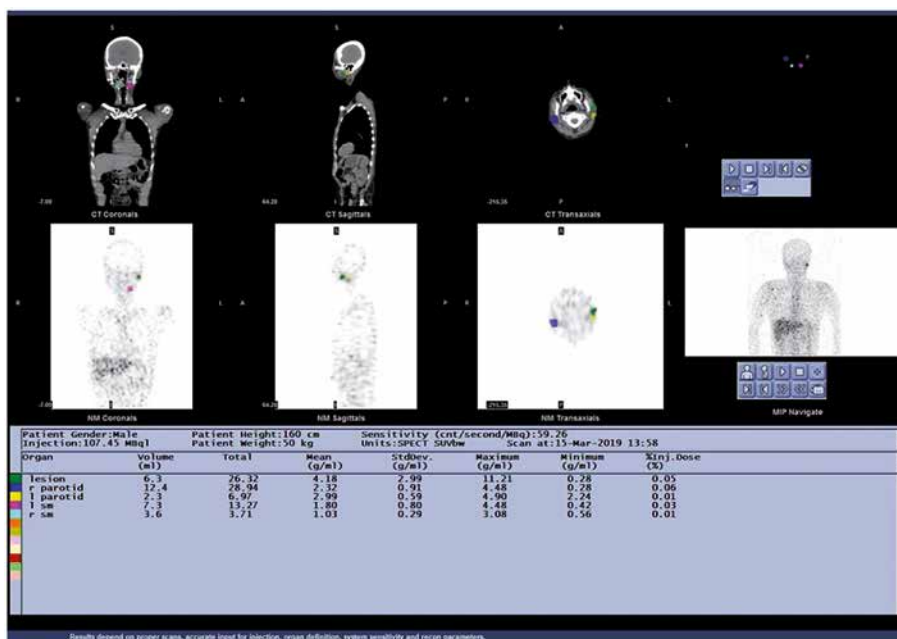 S
S
A
R
L
A
P
R
L
-7.00
64.20
P
CT Coronals
CT Sagittals
CT Transaxials
S
S
A
R
L
A
P
R
L
-7.00
P
NM Coronals
NM Sagittals
NM Transaxials
MIP Navigate
Patient Gender:Male Patient Height:160 cm Sensitivity (cnt/second/MBq):59.26
Injection:107.45 MBq] Patient Weight:50 kg Units:SPECT SUVbw Scan at:15-Mar-2019 13:58
Organ Volume Total Mean StdDev. Maximum Minimum %Inj.Dose
(ml) (g/ml) (g/ml) (g/ml) (g/ml) (%)
lesion 6.3 26.32 4.18 2.99 11.21 0.28 0.05
r parotid 12.4 28.94 2.32 0.91 4.48 0.28 0.06
l parotid 2.3 6.97 2.99 0.59 4.90 2.24 0.01
l sm 7.3 13.27 1.80 0.80 4.48 0.42 0.03
r sm 3.6 3.71 1.03 0.29 3.08 0.56 0.01
Results depend on proper scans, accurate input for injection, organ definition, system sensitivity and recon parameters.